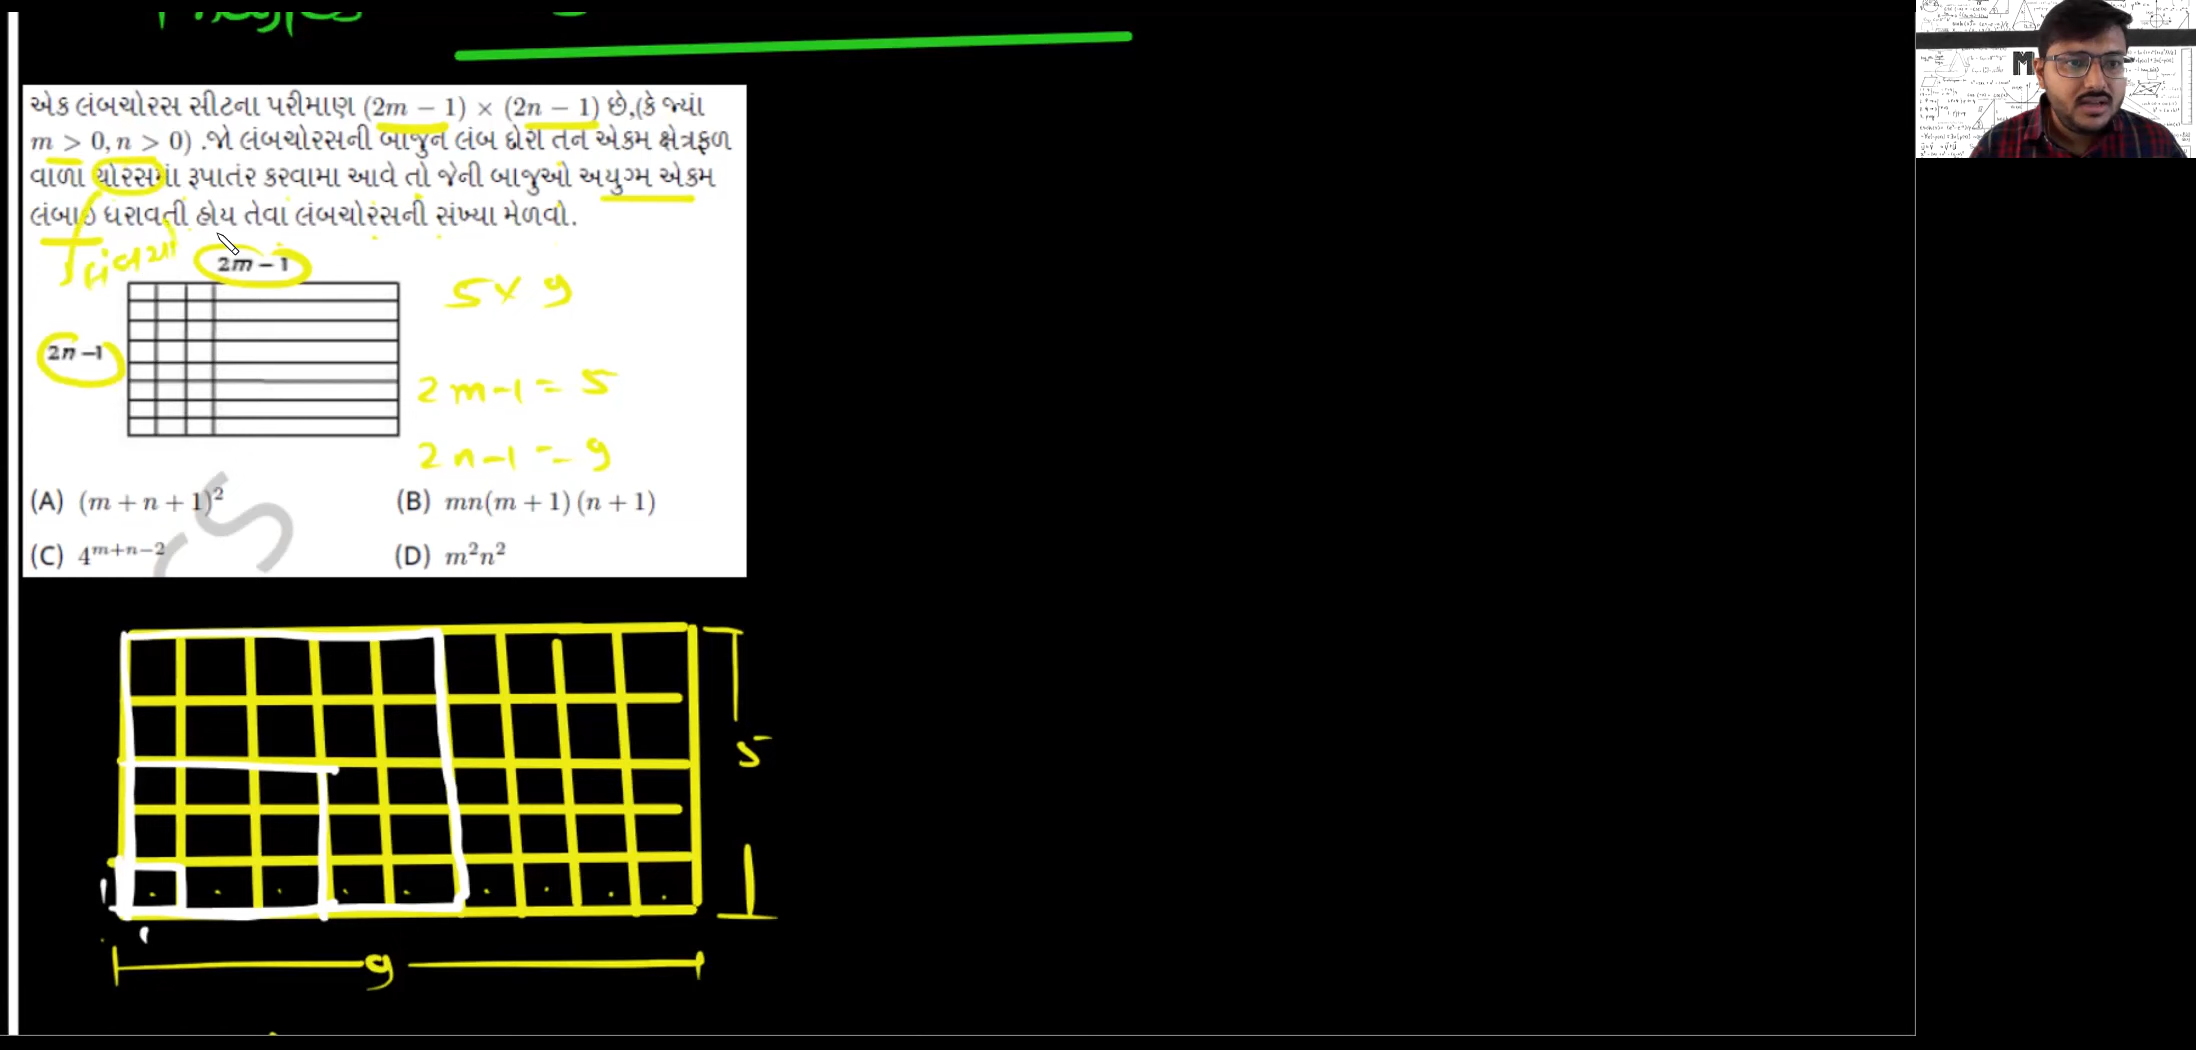 એક લંબચોરસ સીટના પરીમાણ (2m − 1) × (2n − 1) છે,(કે જ્યાં
m > 0, n > 0) .જો લંબચોરસની બાજુને લંબ દોરી તેને એકમ ક્ષેત્રફળ
વાળા ચોરસમાં રૂપાતંર કરવામા આવે તો જેની બાજુઓ અયુગ્મ એકમ
લંબાઇ ધરાવતી હોય તેવા લંબચોરસની સંખ્યા મેળવો.
2m − 1
5 × 9
2n − 1
2m − 1 = 5
2n − 1 = 9
(A) (m + n + 1)²
(B) mn(m + 1) (n + 1)
(C) 4^{m+n−2}
(D) m²n²
5
1
1
9